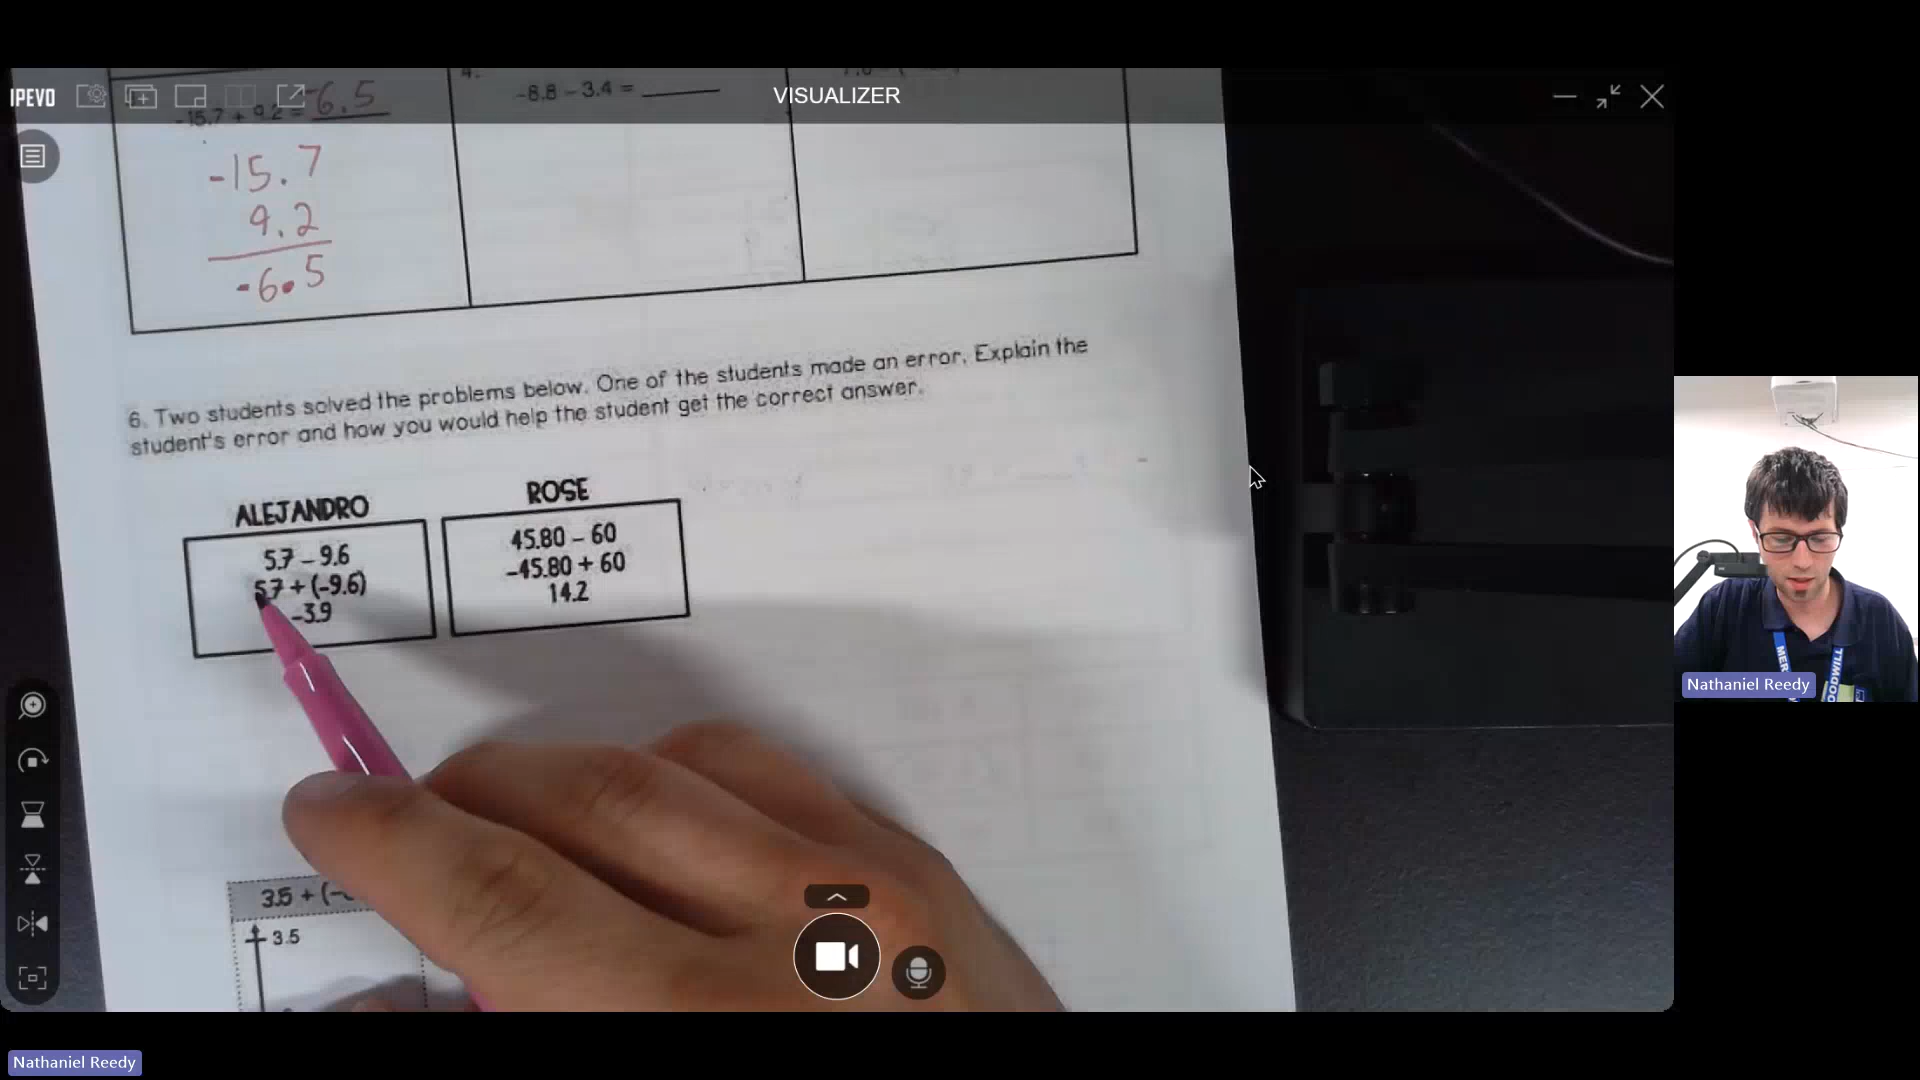 IPEVO
VISUALIZER
-15.7 + 9.2 = -6.5
4.
-8.8 - 3.4 = ______
-15.7
9.2
-6.5
6. Two students solved the problems below. One of the students made an error. Explain the
student's error and how you would help the student get the correct answer.
ALEJANDRO
5.7 - 9.6
5.7 + (-9.6)
-3.9
ROSE
45.80 - 60
-45.80 + 60
14.2
3.5 + (-
3.5
Nathaniel Reedy
Nathaniel Reedy